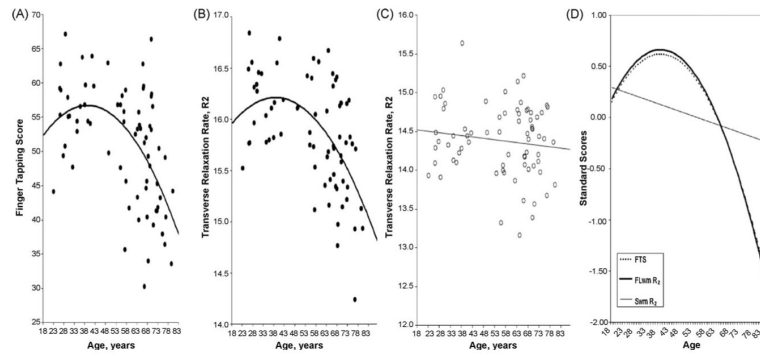 (A)
Finger Tapping Score
70
65
60
55
50
45
40
35
30
25
18 23 28 33 38 43 48 53 58 63 68 73 78 83
Age, years
(B)
Transverse Relaxation Rate, R2
17.0
16.0
15.0
14.0
18 23 28 33 38 43 48 53 58 63 68 73 78 83
Age, years
(C)
Transverse Relaxation Rate, R2
16.0
15.5
15.0
14.5
14.0
13.5
13.0
12.5
12.0
18 23 28 33 38 43 48 53 58 63 68 73 78 83
Age, years
(D)
Standard Scores
1.00
0.50
0.00
-0.50
-1.00
-1.50
-2.00
FTS
FLwm R2
Swm R2
18 23 28 33 38 43 48 53 58 63 68 73 78 83
Age